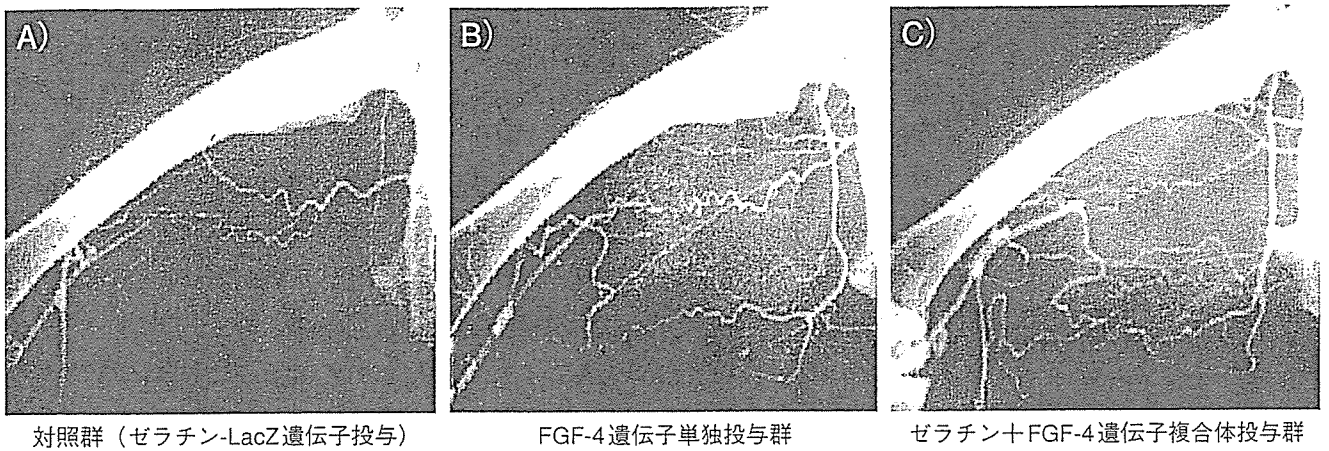 A)
B)
C)
対照群（ゼラチン-LacZ遺伝子投与）
FGF-4遺伝子単独投与群
ゼラチン＋FGF-4遺伝子複合体投与群